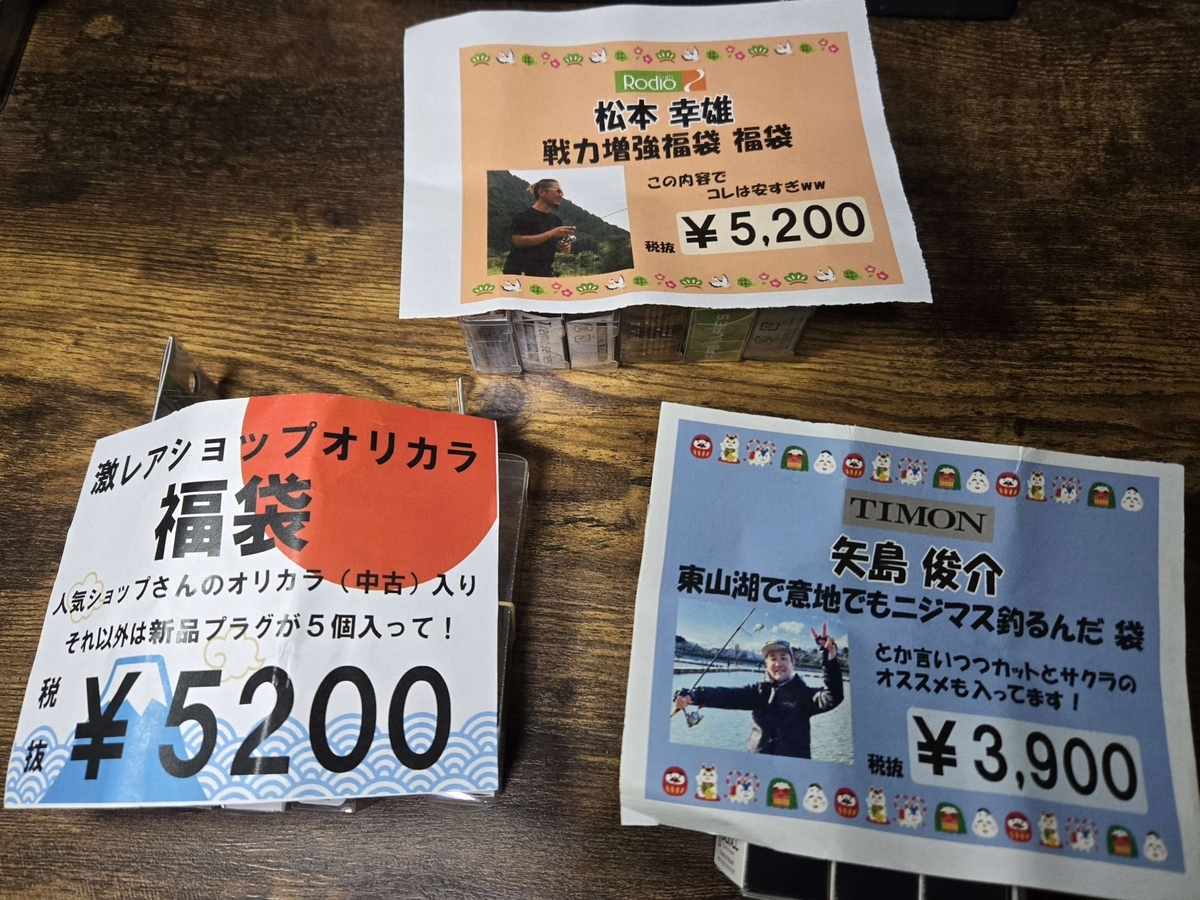 Rodio
松本 幸雄
戦力増強福袋 福袋
この内容で
コレは安すぎww
税抜 ¥5,200
激レアショップオリカラ
福袋
人気ショップさんのオリカラ（中古）入り
それ以外は新品プラグが５個入って！
税抜 ¥5200
TIMON
矢島 俊介
東山湖で意地でもニジマス釣るんだ 袋
とか言いつつカットとサクラの
オススメも入ってます！
税抜 ¥3,900